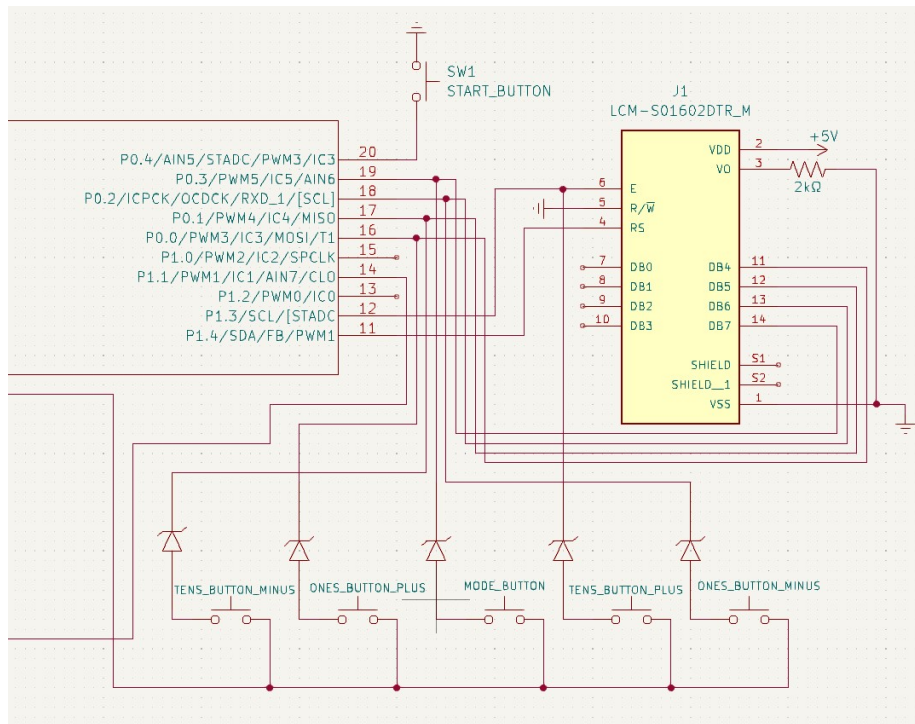 SW1
START_BUTTON
P0.4/AIN5/STADC/PWM3/IC3 20
P0.3/PWM5/IC5/AIN6 19
P0.2/ICPCK/OCDCK/RXD_1/[SCL] 18
P0.1/PWM4/IC4/MISO 17
P0.0/PWM3/IC3/MOSI/T1 16
P1.0/PWM2/IC2/SPCLK 15
P1.1/PWM1/IC1/AIN7/CLO 14
P1.2/PWM0/IC0 13
P1.3/SCL/[STADC 12
P1.4/SDA/FB/PWM1 11
J1
LCM-S01602DTR_M
VDD 2 +5V
VO 3
2kΩ
6 E
5 R/W̅
4 RS
7 DB0 DB4 11
8 DB1 DB5 12
9 DB2 DB6 13
10 DB3 DB7 14
SHIELD S1
SHIELD__1 S2
VSS 1
TENS_BUTTON_MINUS
ONES_BUTTON_PLUS
MODE_BUTTON
TENS_BUTTON_PLUS
ONES_BUTTON_MINUS